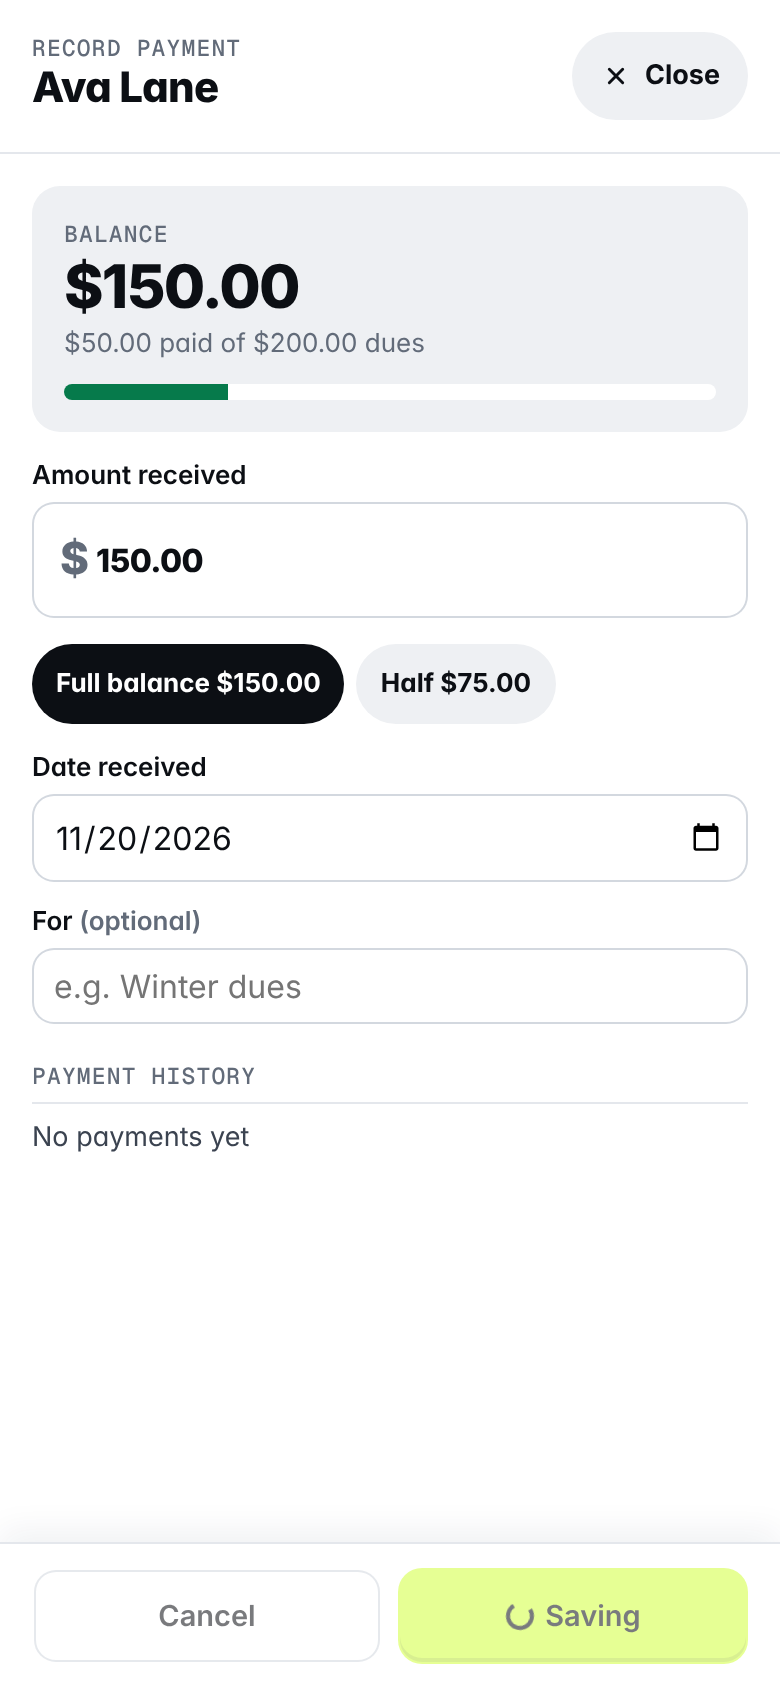 RECORD PAYMENT
Ava Lane
Close
BALANCE
$150.00
$50.00 paid of $200.00 dues
Amount received
$ 150.00
Full balance $150.00
Half $75.00
Date received
11/20/2026
For (optional)
e.g. Winter dues
PAYMENT HISTORY
No payments yet
Cancel
Saving